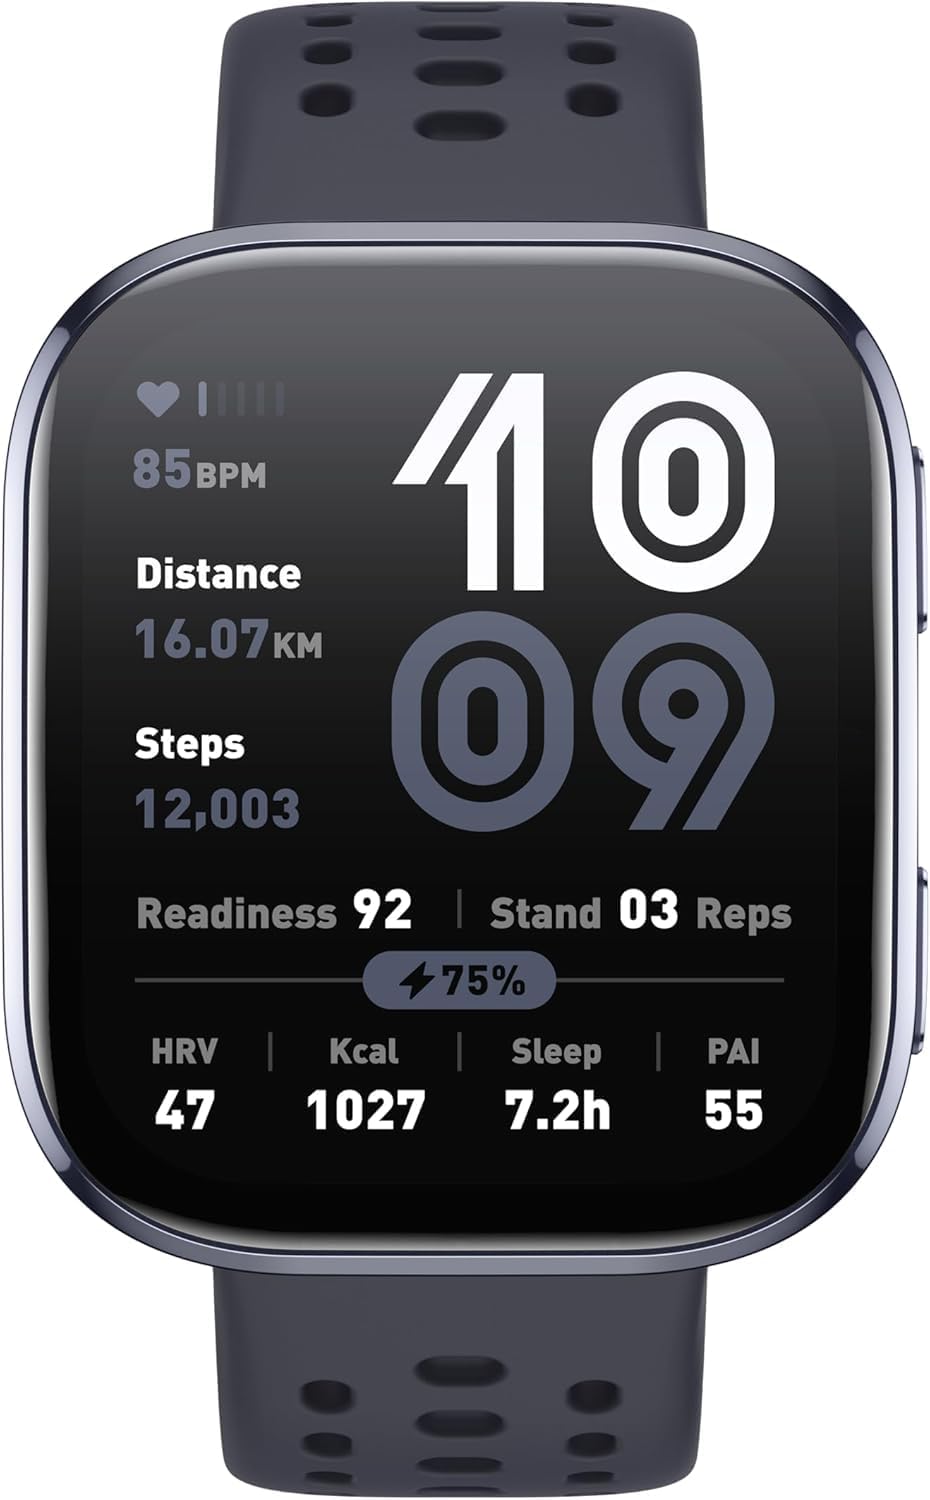 10
85BPM
Distance
16.07KM
09
Steps
12,003
Readiness 92 | Stand 03 Reps
75%
HRV | Kcal | Sleep | PAI
47 1027 7.2h 55